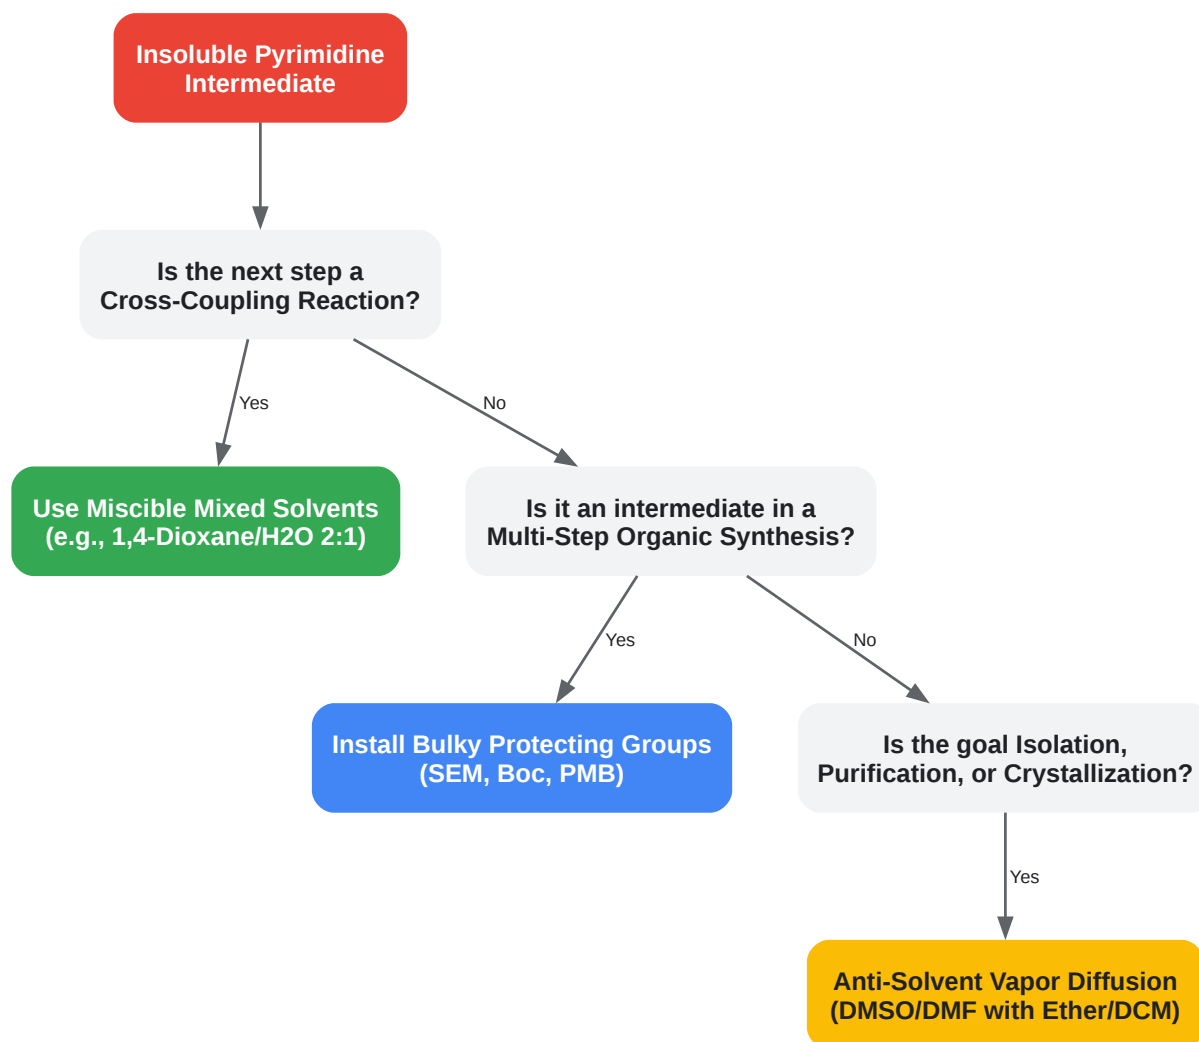 Insoluble Pyrimidine
Intermediate
Is the next step a
Cross-Coupling Reaction?
Yes
No
Use Miscible Mixed Solvents
(e.g., 1,4-Dioxane/H2O 2:1)
Is it an intermediate in a
Multi-Step Organic Synthesis?
Yes
No
Install Bulky Protecting Groups
(SEM, Boc, PMB)
Is the goal Isolation,
Purification, or Crystallization?
Yes
Anti-Solvent Vapor Diffusion
(DMSO/DMF with Ether/DCM)